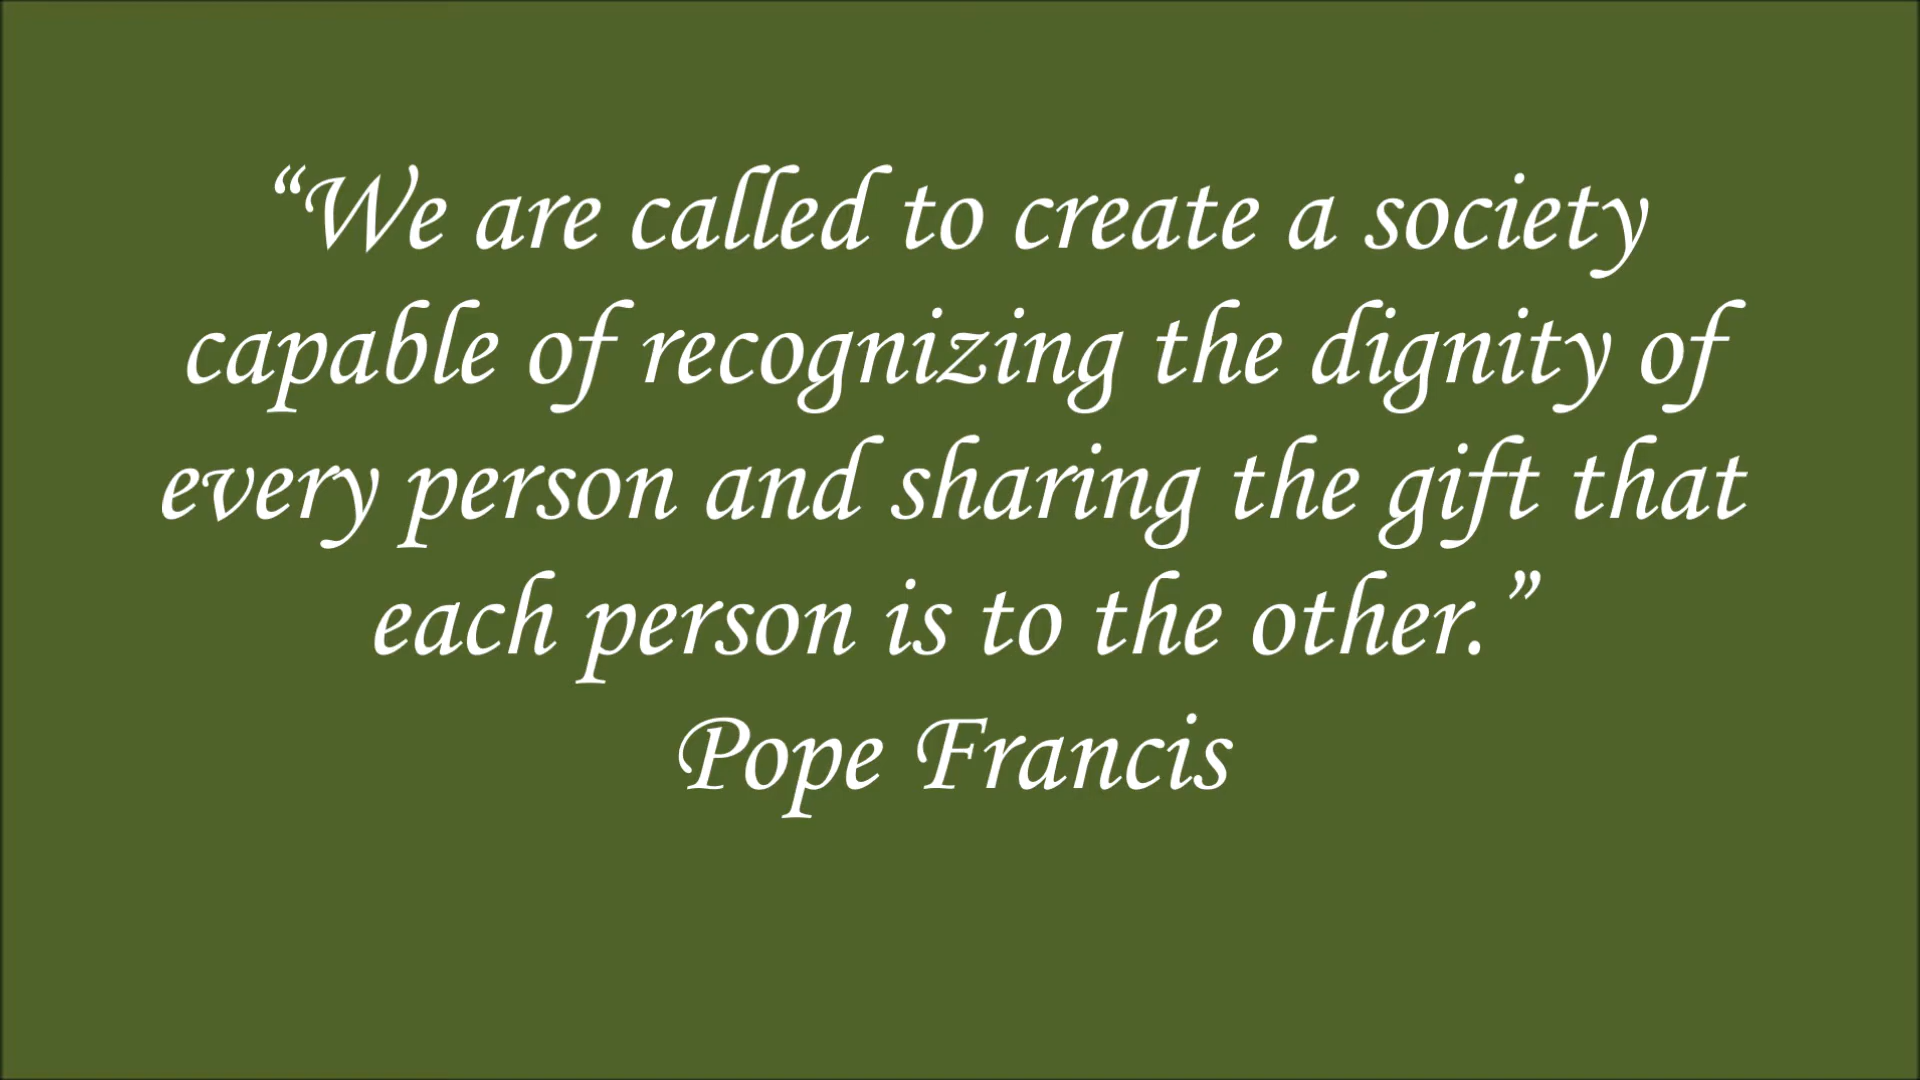 “We are called to create a society
capable of recognizing the dignity of
every person and sharing the gift that
each person is to the other.”
Pope Francis